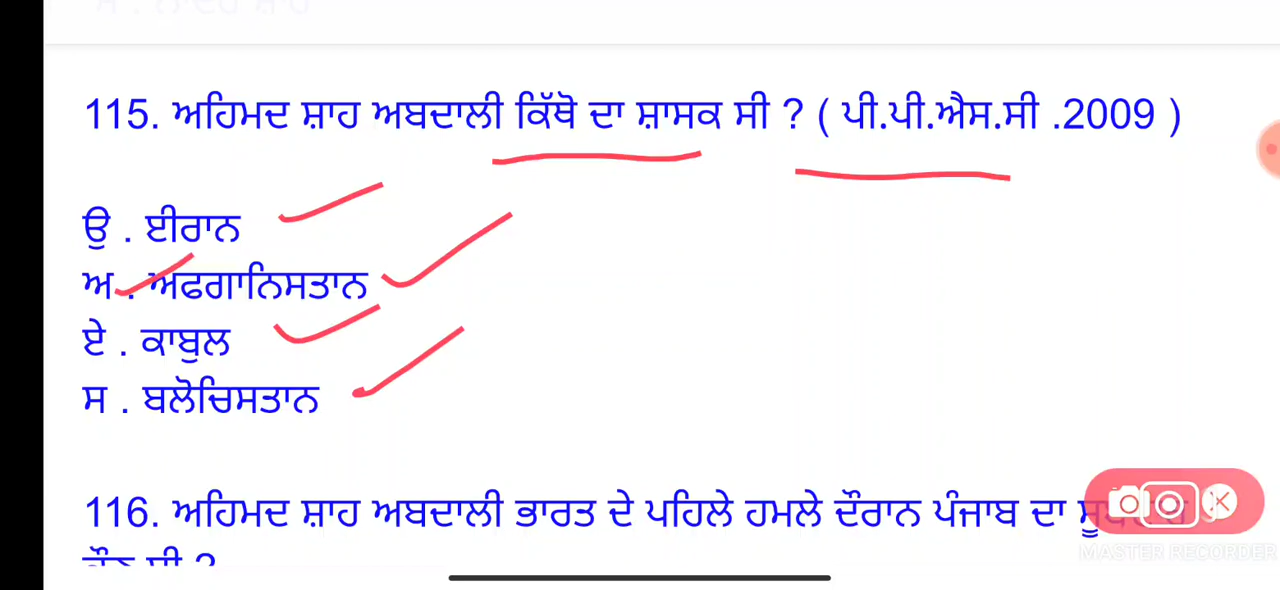 115. ਅਹਿਮਦ ਸ਼ਾਹ ਅਬਦਾਲੀ ਕਿੱਥੋ ਦਾ ਸ਼ਾਸਕ ਸੀ ? ( ਪੀ.ਪੀ.ਐਸ.ਸੀ .2009 )
ੳ . ਈਰਾਨ
ਅ . ਅਫਗਾਨਿਸਤਾਨ
ੲ . ਕਾਬੁਲ
ਸ . ਬਲੋਚਿਸਤਾਨ
116. ਅਹਿਮਦ ਸ਼ਾਹ ਅਬਦਾਲੀ ਭਾਰਤ ਦੇ ਪਹਿਲੇ ਹਮਲੇ ਦੌਰਾਨ ਪੰਜਾਬ ਦਾ
MASTER RECORDER